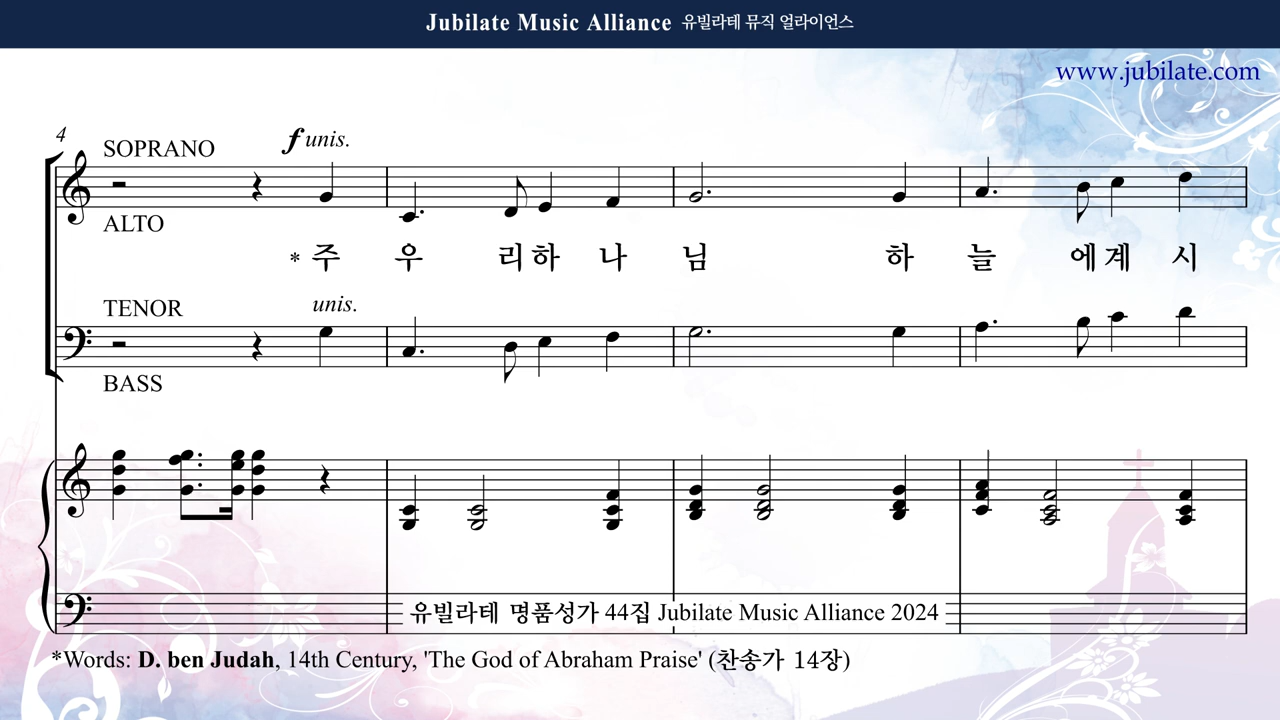 Jubilate Music Alliance 유빌라테 뮤직 얼라이언스
www.jubilate.com
4
SOPRANO
f unis.
ALTO
* 주 우 리 하 나 님 하 늘 에 계 시
TENOR
unis.
BASS
유빌라테 명품성가 44집 Jubilate Music Alliance 2024
*Words: D. ben Judah, 14th Century, 'The God of Abraham Praise' (찬송가 14장)